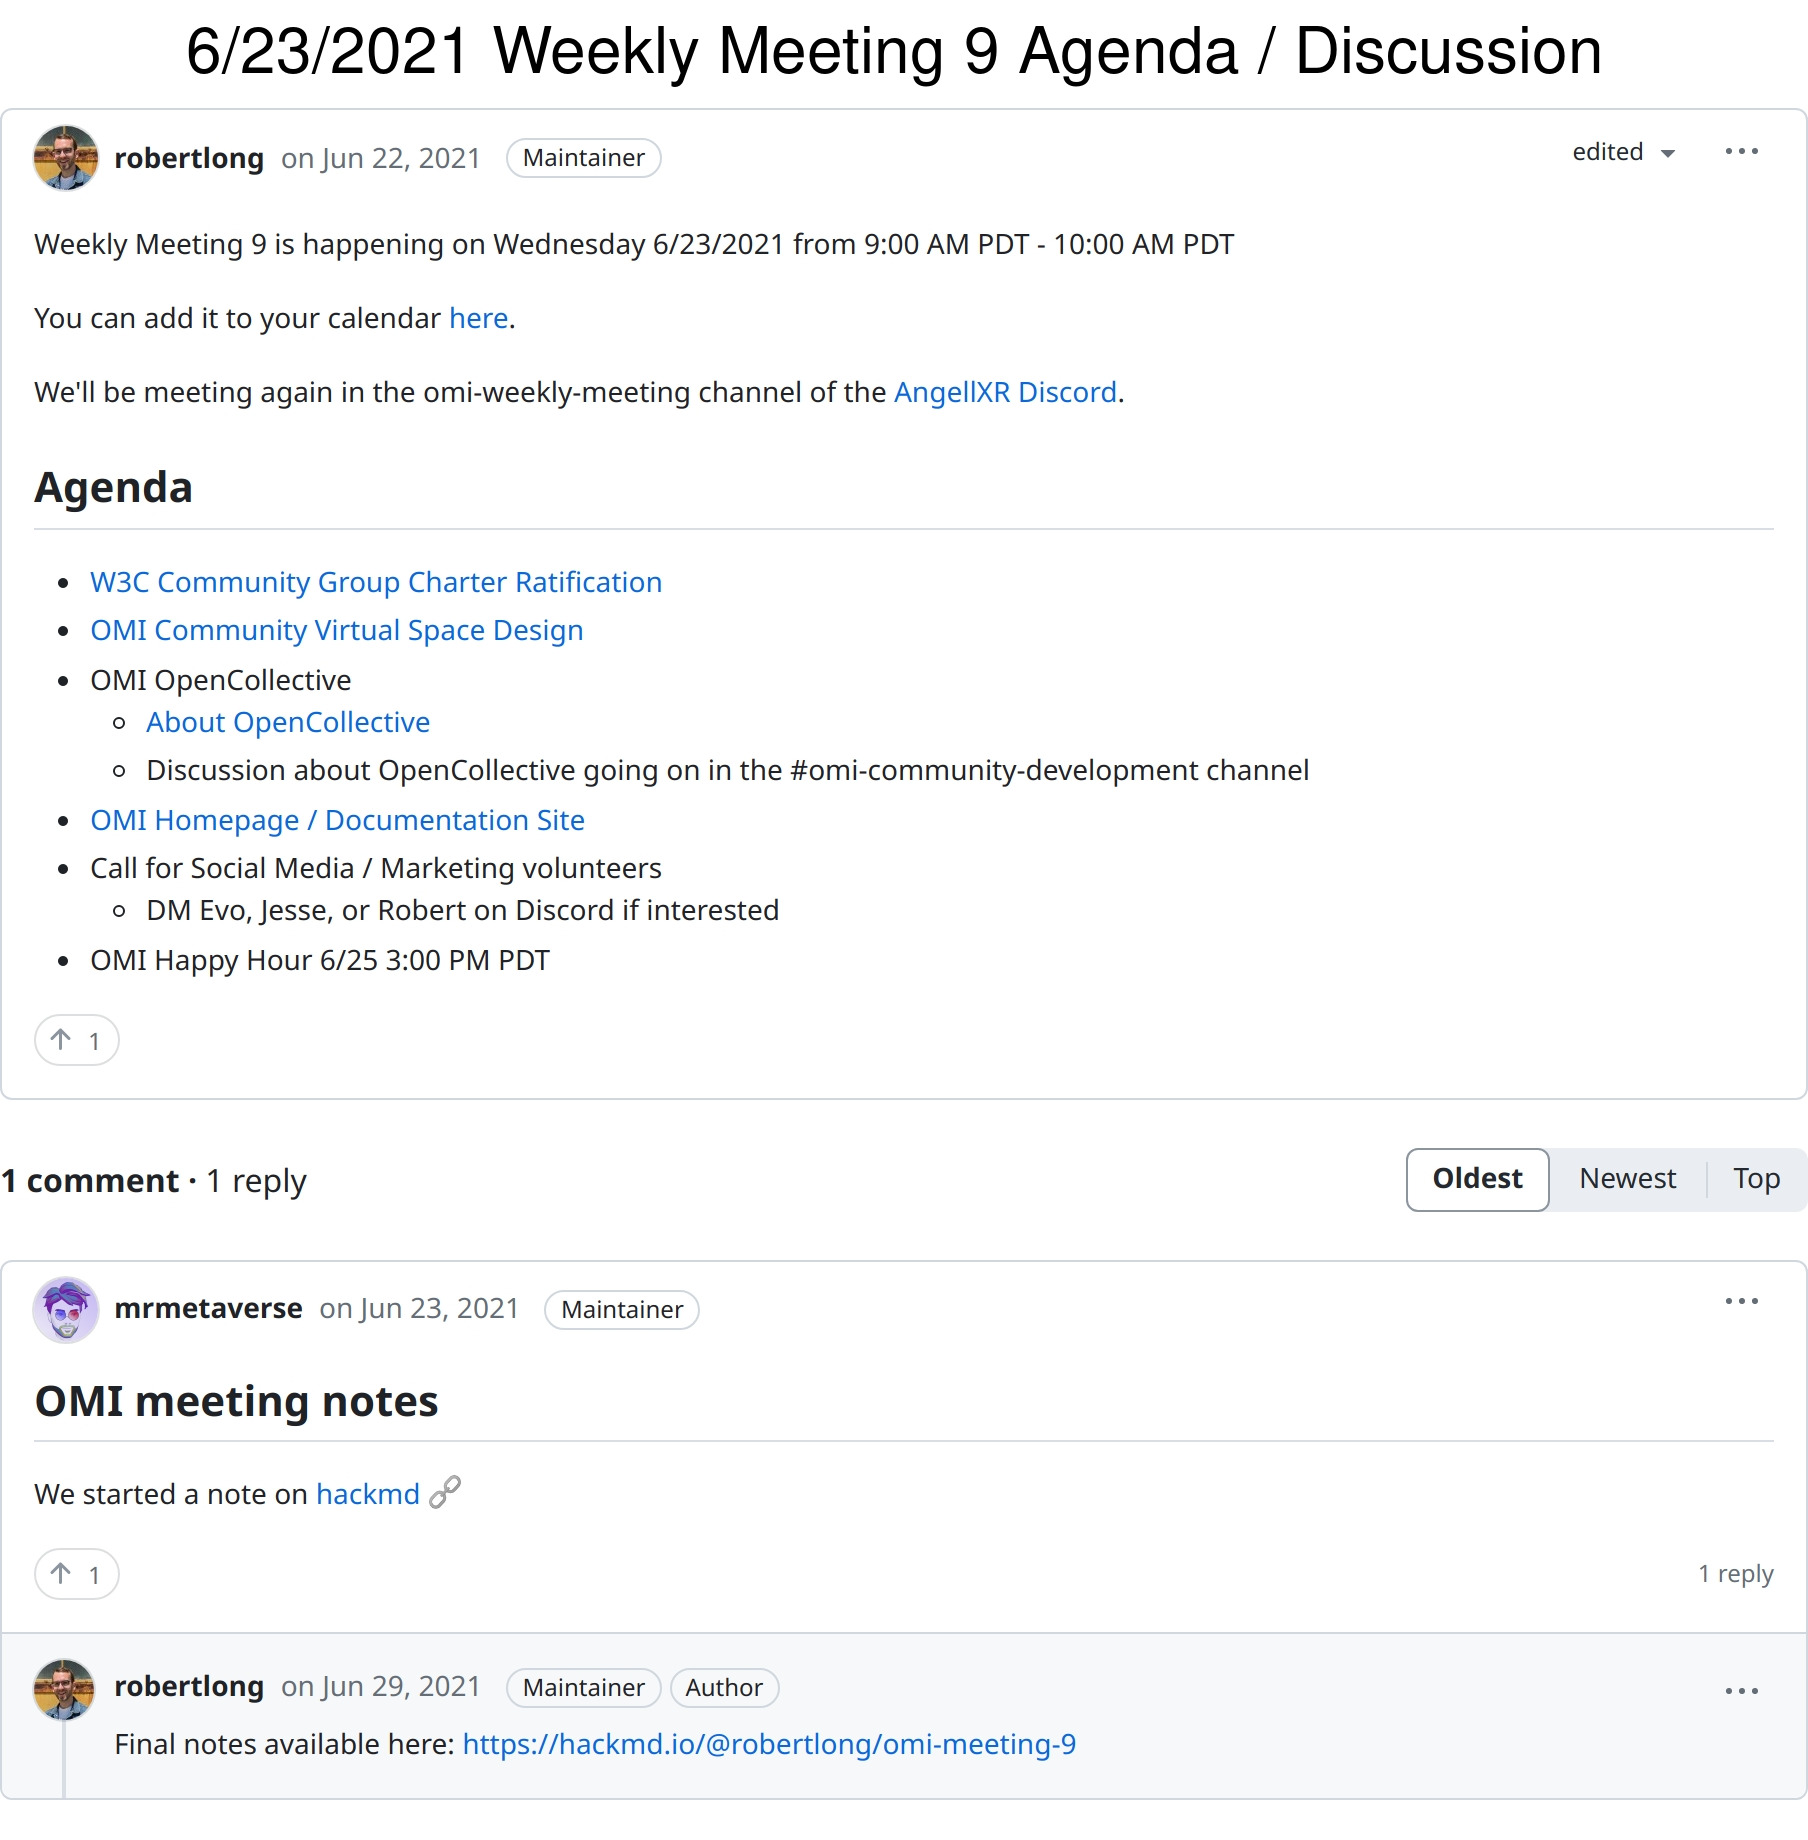 6/23/2021 Weekly Meeting 9 Agenda / Discussion
robertlong on Jun 22, 2021 Maintainer edited
Weekly Meeting 9 is happening on Wednesday 6/23/2021 from 9:00 AM PDT - 10:00 AM PDT
You can add it to your calendar here.
We'll be meeting again in the omi-weekly-meeting channel of the AngellXR Discord.
Agenda
W3C Community Group Charter Ratification
OMI Community Virtual Space Design
OMI OpenCollective
About OpenCollective
Discussion about OpenCollective going on in the #omi-community-development channel
OMI Homepage / Documentation Site
Call for Social Media / Marketing volunteers
DM Evo, Jesse, or Robert on Discord if interested
OMI Happy Hour 6/25 3:00 PM PDT
1
1 comment · 1 reply Oldest Newest Top
mrmetaverse on Jun 23, 2021 Maintainer
OMI meeting notes
We started a note on hackmd
1 1 reply
robertlong on Jun 29, 2021 Maintainer Author
Final notes available here: https://hackmd.io/@robertlong/omi-meeting-9